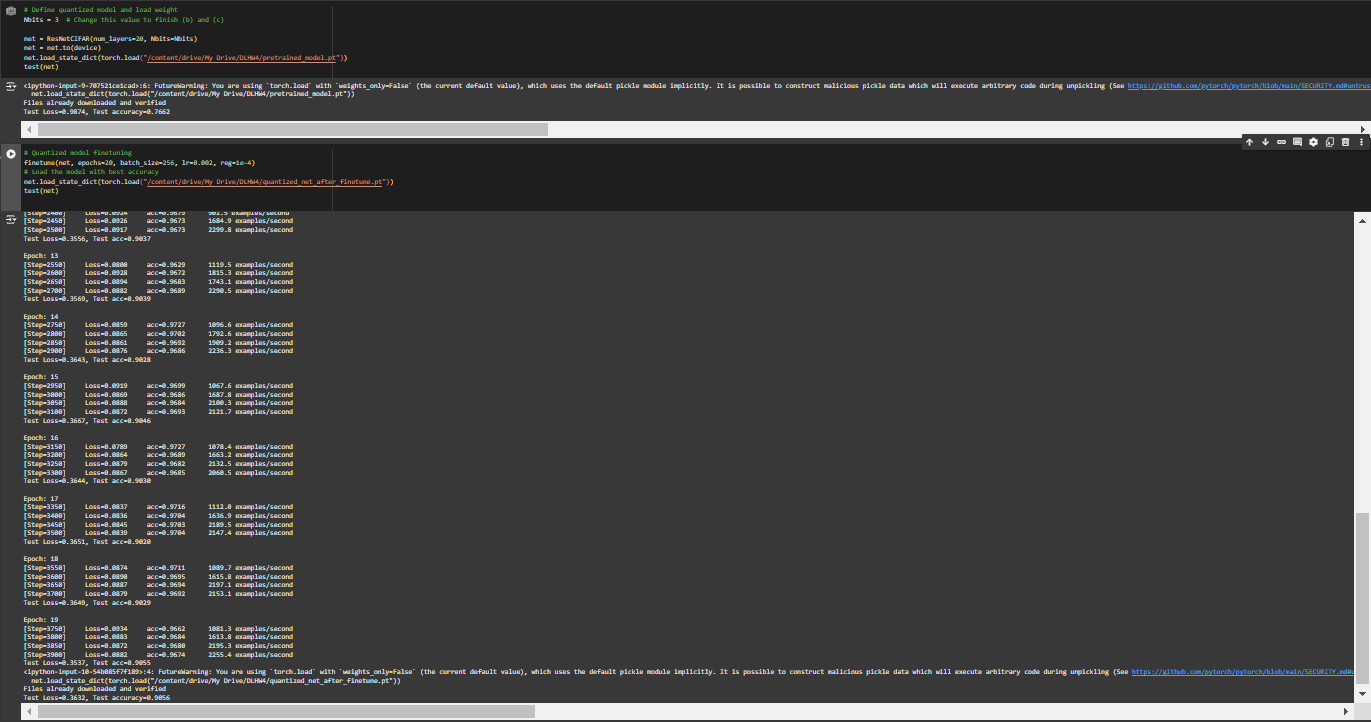 # Define quantized model and load weight
Nbits = 3  # Change this value to finish (b) and (c)
net = ResNetCIFAR(num_layers=20, Nbits=Nbits)
net = net.to(device)
net.load_state_dict(torch.load("/content/drive/My Drive/DLHW4/pretrained_model.pt"))
test(net)
<ipython-input-9-707521ce1cad>:6: FutureWarning: You are using `torch.load` with `weights_only=False` (the current default value), which uses the default pickle module implicitly. It is possible to construct malicious pickle data which will execute arbitrary code during unpickling (See https://github.com/pytorch/pytorch/blob/main/SECURITY.md#untrus
net.load_state_dict(torch.load("/content/drive/My Drive/DLHW4/pretrained_model.pt"))
Files already downloaded and verified
Test Loss=0.9874, Test accuracy=0.7662
# Quantized model finetuning
finetune(net, epochs=20, batch_size=256, lr=0.002, reg=1e-4)
# Load the model with best accuracy
net.load_state_dict(torch.load("/content/drive/My Drive/DLHW4/quantized_net_after_finetune.pt"))
test(net)
[Step=2400] Loss=0.0924 acc=0.9679 901.5 examples/second
[Step=2450] Loss=0.0926 acc=0.9673 1684.9 examples/second
[Step=2500] Loss=0.0917 acc=0.9673 2299.8 examples/second
Test Loss=0.3556, Test acc=0.9037
Epoch: 13
[Step=2550] Loss=0.0800 acc=0.9629 1119.5 examples/second
[Step=2600] Loss=0.0928 acc=0.9672 1815.3 examples/second
[Step=2650] Loss=0.0894 acc=0.9683 1743.1 examples/second
[Step=2700] Loss=0.0882 acc=0.9689 2290.5 examples/second
Test Loss=0.3569, Test acc=0.9039
Epoch: 14
[Step=2750] Loss=0.0859 acc=0.9727 1096.6 examples/second
[Step=2800] Loss=0.0865 acc=0.9702 1792.6 examples/second
[Step=2850] Loss=0.0861 acc=0.9692 1909.2 examples/second
[Step=2900] Loss=0.0876 acc=0.9686 2236.3 examples/second
Test Loss=0.3643, Test acc=0.9028
Epoch: 15
[Step=2950] Loss=0.0919 acc=0.9699 1067.6 examples/second
[Step=3000] Loss=0.0869 acc=0.9686 1687.8 examples/second
[Step=3050] Loss=0.0888 acc=0.9684 2100.3 examples/second
[Step=3100] Loss=0.0872 acc=0.9693 2121.7 examples/second
Test Loss=0.3667, Test acc=0.9046
Epoch: 16
[Step=3150] Loss=0.0789 acc=0.9727 1078.4 examples/second
[Step=3200] Loss=0.0864 acc=0.9689 1663.2 examples/second
[Step=3250] Loss=0.0879 acc=0.9682 2132.5 examples/second
[Step=3300] Loss=0.0867 acc=0.9685 2060.5 examples/second
Test Loss=0.3644, Test acc=0.9030
Epoch: 17
[Step=3350] Loss=0.0837 acc=0.9716 1112.0 examples/second
[Step=3400] Loss=0.0836 acc=0.9704 1636.9 examples/second
[Step=3450] Loss=0.0845 acc=0.9703 2189.5 examples/second
[Step=3500] Loss=0.0839 acc=0.9704 2147.4 examples/second
Test Loss=0.3651, Test acc=0.9020
Epoch: 18
[Step=3550] Loss=0.0874 acc=0.9711 1089.7 examples/second
[Step=3600] Loss=0.0890 acc=0.9695 1615.8 examples/second
[Step=3650] Loss=0.0887 acc=0.9694 2197.1 examples/second
[Step=3700] Loss=0.0879 acc=0.9692 2153.1 examples/second
Test Loss=0.3649, Test acc=0.9029
Epoch: 19
[Step=3750] Loss=0.0934 acc=0.9662 1081.3 examples/second
[Step=3800] Loss=0.0883 acc=0.9684 1613.8 examples/second
[Step=3850] Loss=0.0872 acc=0.9680 2195.3 examples/second
[Step=3900] Loss=0.0882 acc=0.9674 2255.4 examples/second
Test Loss=0.3537, Test acc=0.9055
<ipython-input-10-54b085f7f189>:4: FutureWarning: You are using `torch.load` with `weights_only=False` (the current default value), which uses the default pickle module implicitly. It is possible to construct malicious pickle data which will execute arbitrary code during unpickling (See https://github.com/pytorch/pytorch/blob/main/SECURITY.md#u
net.load_state_dict(torch.load("/content/drive/My Drive/DLHW4/quantized_net_after_finetune.pt"))
Files already downloaded and verified
Test Loss=0.3632, Test accuracy=0.9056